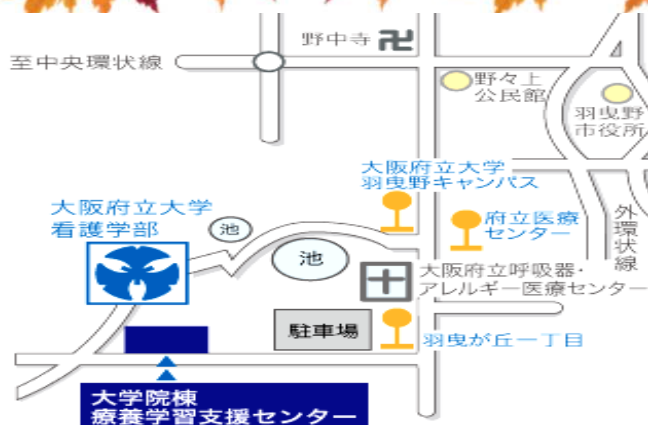 野中寺
至中央環状線
野々上
公民館
羽曳野
市役所
大阪府立大学
羽曳野キャンパス
大阪府立大学
看護学部
池
府立医療
センター
外環状線
池
大阪府立呼吸器・
アレルギー医療センター
駐車場
羽曳が丘一丁目
大学院棟
療養学習支援センター